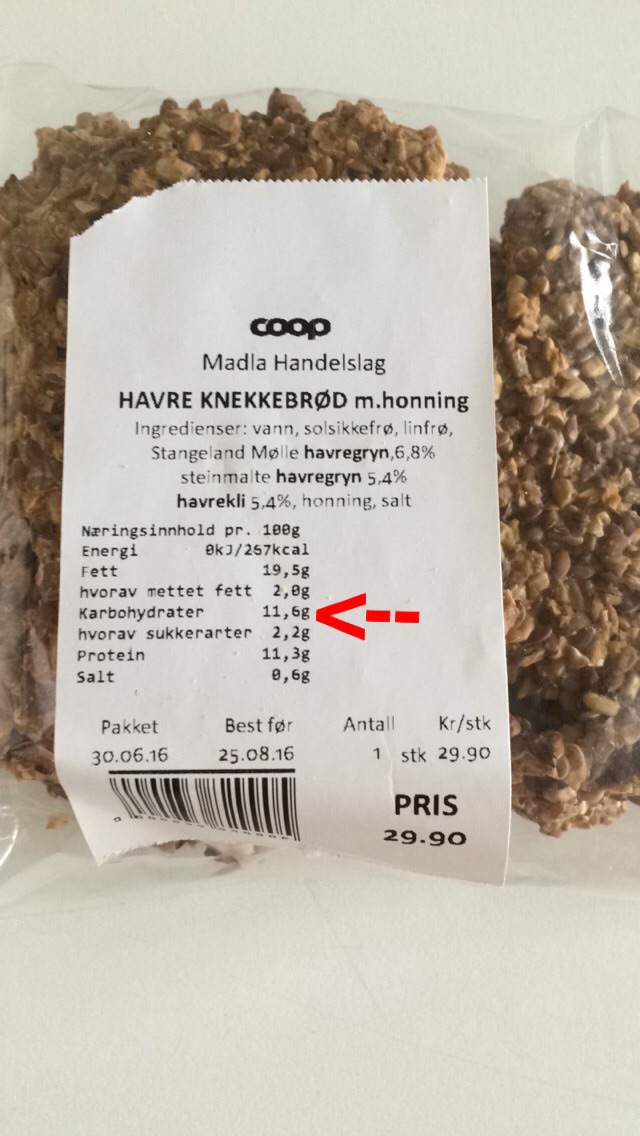 coop
Madla Handelslag
HAVRE KNEKKEBRØD m.honning
Ingredienser: vann, solsikkefrø, linfrø,
Stangeland Mølle havregryn,6,8%
steinmalte havregryn 5,4%
havrekli 5,4%, honning, salt
Næringsinnhold pr. 100g
Energi 0kJ/267kcal
Fett 19,5g
hvorav mettet fett 2,0g
Karbohydrater 11,6g
hvorav sukkerarter 2,2g
Protein 11,3g
Salt 0,6g
Pakket Best før Antall Kr/stk
30.06.16 25.08.16 1 stk 29.90
PRIS
29.90